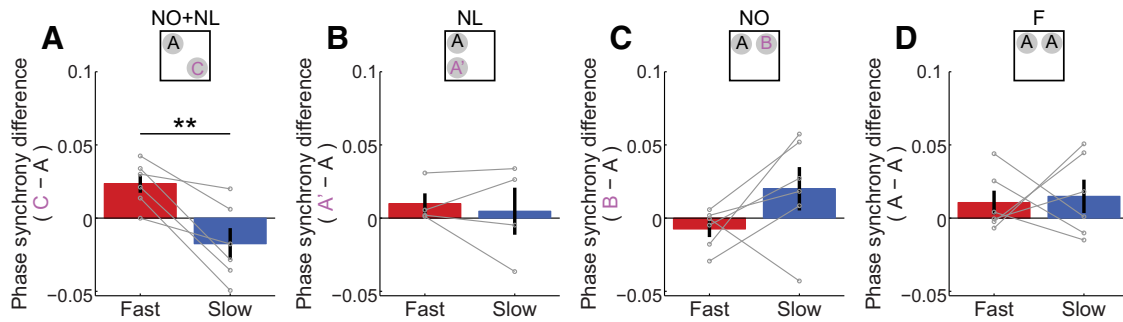 A
NO+NL
A
C
Phase synchrony difference
( C − A )
0.1
0.05
0
−0.05
**
Fast
Slow
B
NL
A
A'
Phase synchrony difference
( A' − A )
0.1
0.05
0
−0.05
Fast
Slow
C
NO
A
B
Phase synchrony difference
( B − A )
0.1
0.05
0
−0.05
Fast
Slow
D
F
A
A
Phase synchrony difference
( A − A )
0.1
0.05
0
−0.05
Fast
Slow